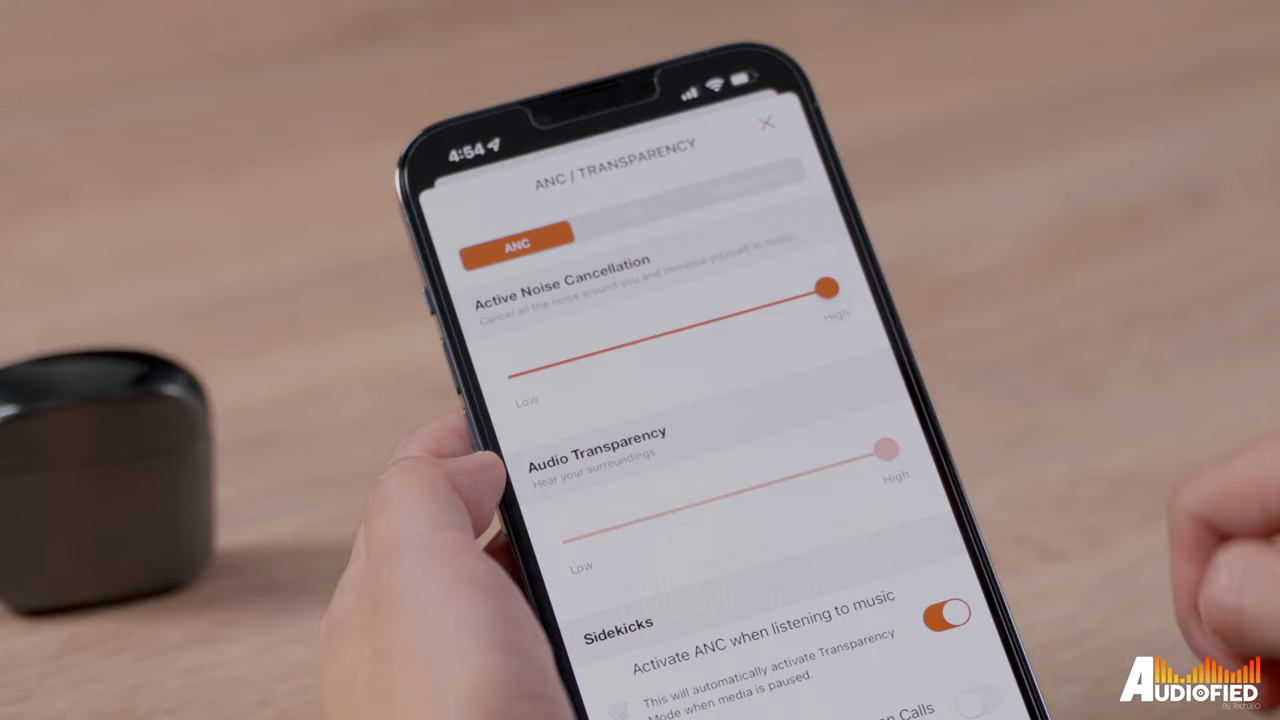 4:54
ANC / TRANSPARENCY
ANC
Active Noise Cancellation
Cancel all the noise around you and immerse yourself in music
Low
High
Audio Transparency
Hear your surroundings
Low
High
Sidekicks
Activate ANC when listening to music
This will automatically activate Transparency
Mode when media is paused.
Calls
AUDIOFIED
By Tech360